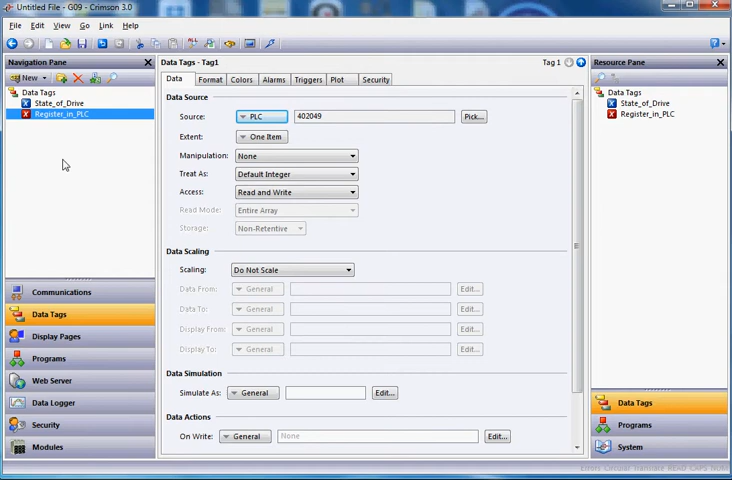 Untitled File - G09 - Crimson 3.0
File Edit View Go Link Help
Navigation Pane
New
Data Tags
State_of_Drive
Register_in_PLC
Communications
Data Tags
Display Pages
Programs
Web Server
Data Logger
Security
Modules
Data Tags - Tag1
Tag 1
Data Format Colors Alarms Triggers Plot Security
Data Source
Source: PLC 402049 Pick...
Extent: One Item
Manipulation: None
Treat As: Default Integer
Access: Read and Write
Read Mode: Entire Array
Storage: Non-Retentive
Data Scaling
Scaling: Do Not Scale
Data From: General Edit...
Data To: General Edit...
Display From: General Edit...
Display To: General Edit...
Data Simulation
Simulate As: General Edit...
Data Actions
On Write: General None Edit...
Resource Pane
Data Tags
State_of_Drive
Register_in_PLC
Data Tags
Programs
System
Errors Circular Translate READ CAPS NUM